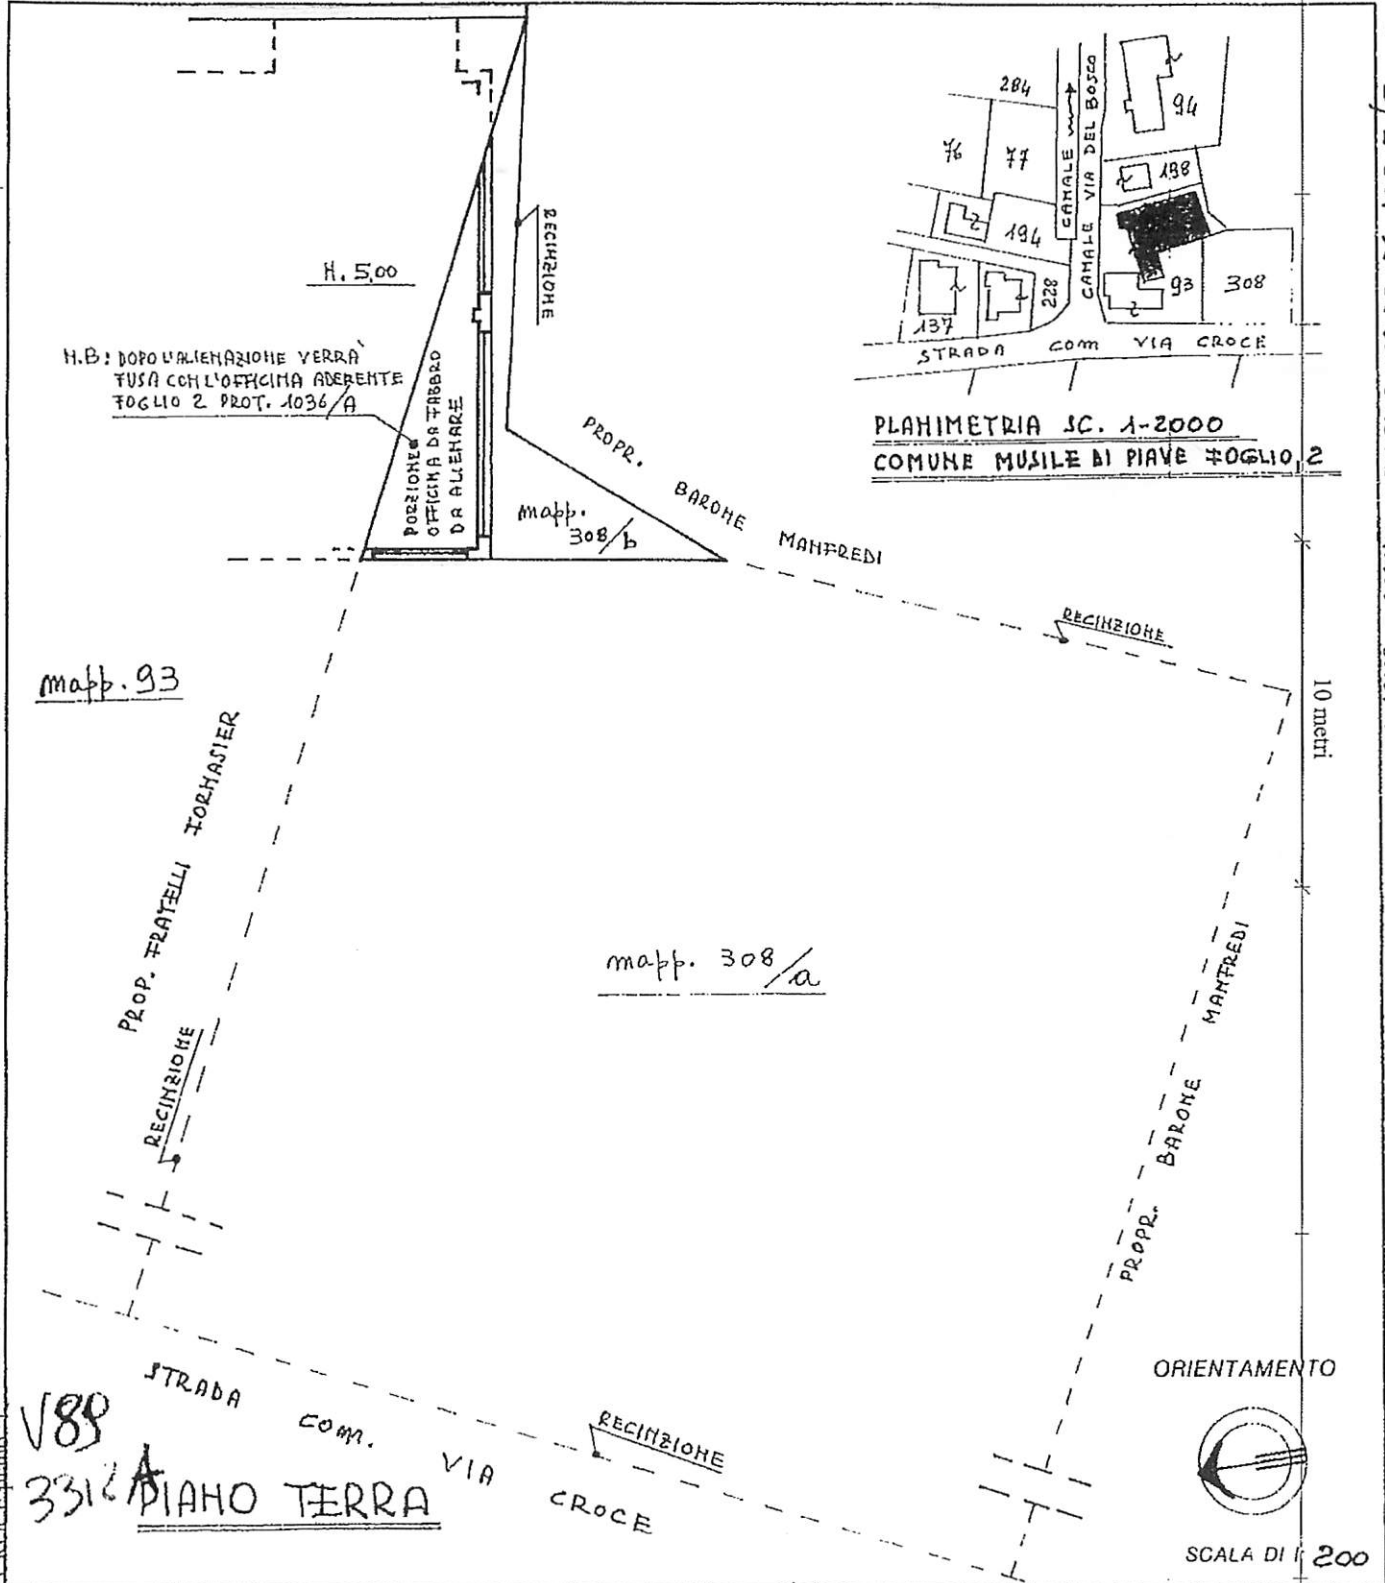 H. 5,00
N.B: DOPO L'ALIENAZIONE VERRA'
FUSA CON L'OFFICINA ADERENTE
FOGLIO 2 PROT. 1036/A
PORZIONE
OFFICINA DA FABBRO
DA ALIENARE
RECINZIONE
mapp.
308/b
PROPR. BARONE MANFREDI
RECINZIONE
284
76
77
94
198
194
228
137
93
308
CANALE
CANALE VIA DEL BOSCO
STRADA COM VIA CROCE
PLANIMETRIA SC. 1-2000
COMUNE MUSILE DI PIAVE FOGLIO 2
10 metri
mapp. 93
PROP. FRATELLI FORNASIER
RECINZIONE
mapp. 308/a
PROPR. BARONE MANFREDI
STRADA COM. VIA CROCE
RECINZIONE
V89
PIANO TERRA
ORIENTAMENTO
SCALA DI 1: 200